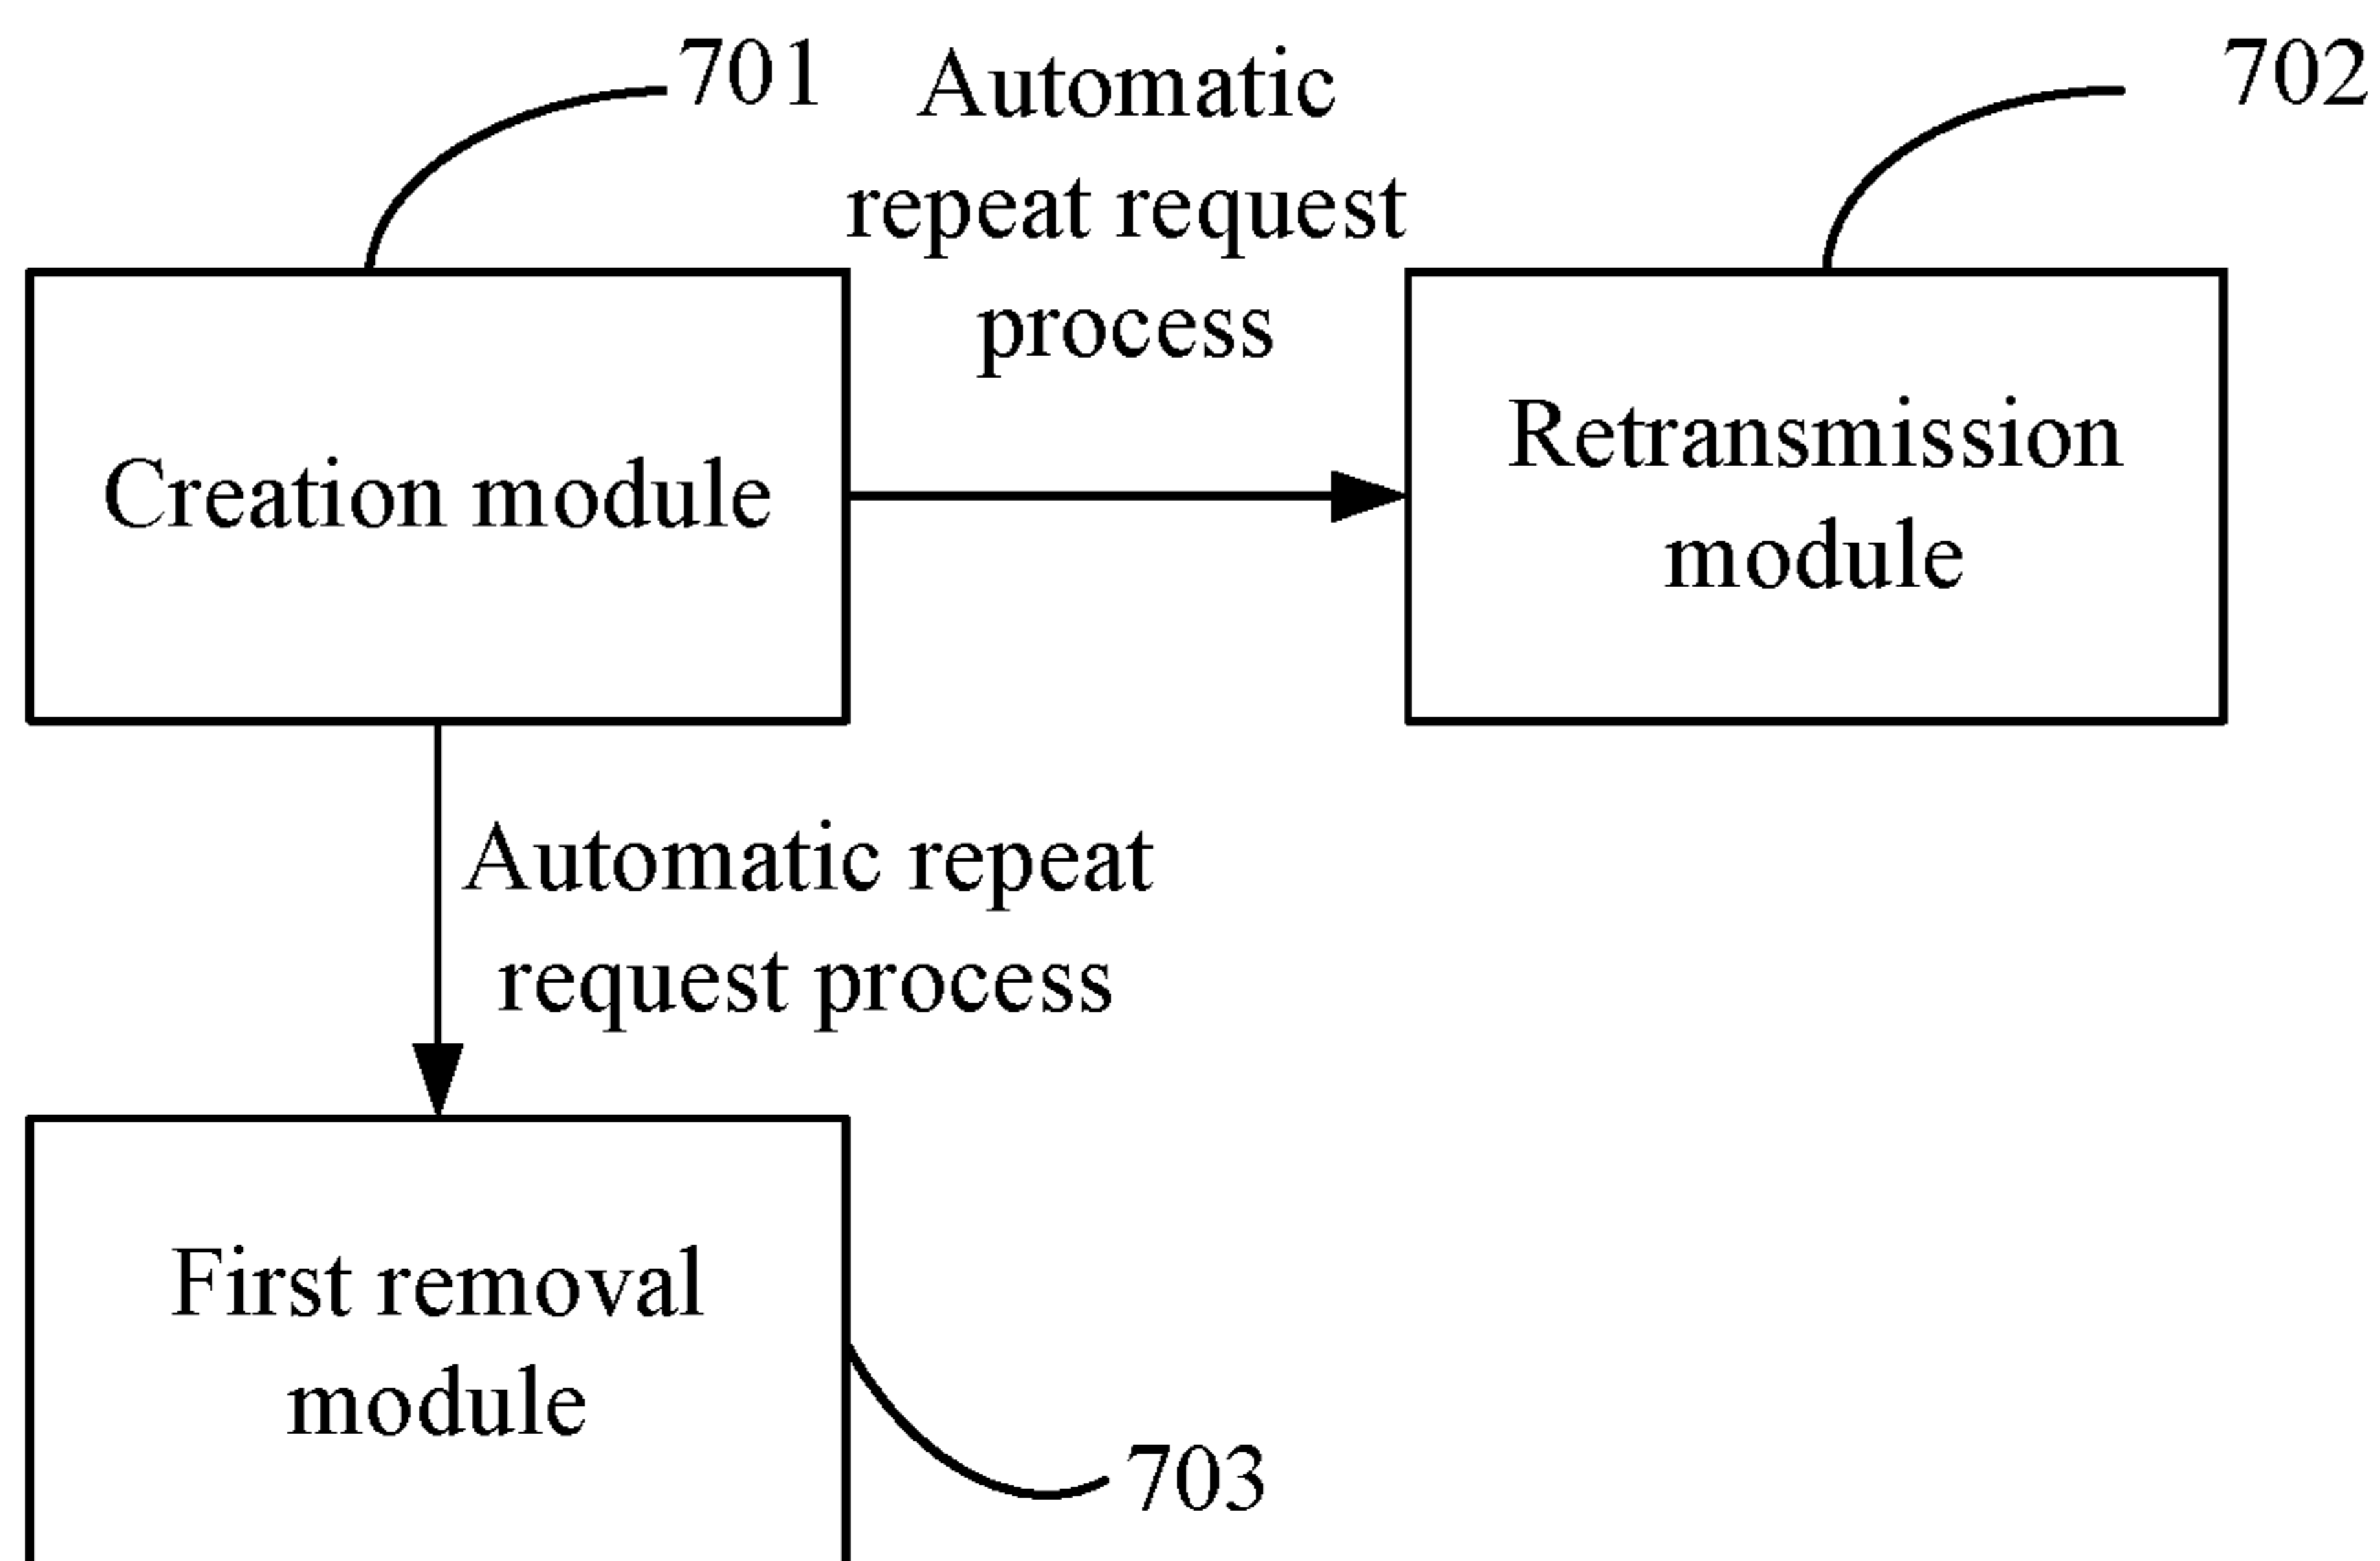 701
Automatic
repeat request
process
702
Creation module
Retransmission
module
Automatic repeat
request process
First removal
module
703